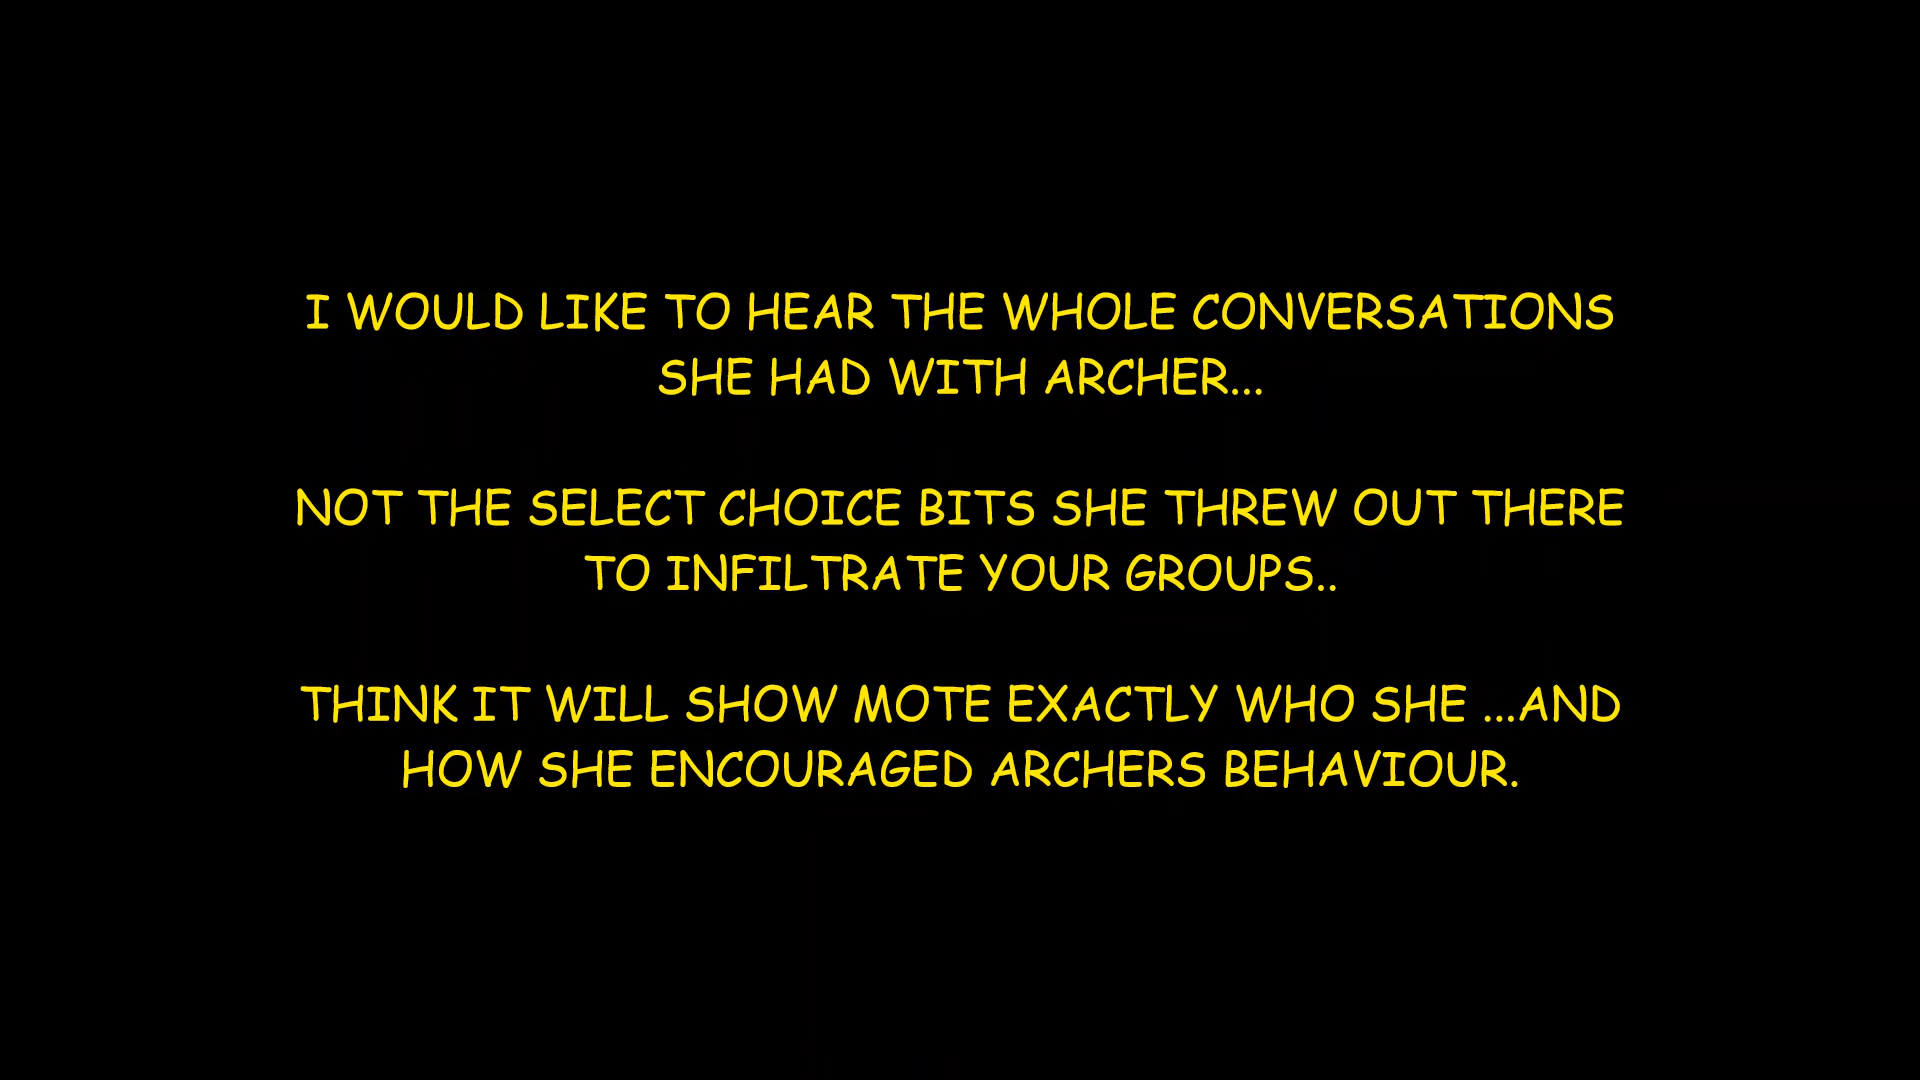 I WOULD LIKE TO HEAR THE WHOLE CONVERSATIONS
SHE HAD WITH ARCHER...
NOT THE SELECT CHOICE BITS SHE THREW OUT THERE
TO INFILTRATE YOUR GROUPS..
THINK IT WILL SHOW MOTE EXACTLY WHO SHE ...AND
HOW SHE ENCOURAGED ARCHERS BEHAVIOUR.